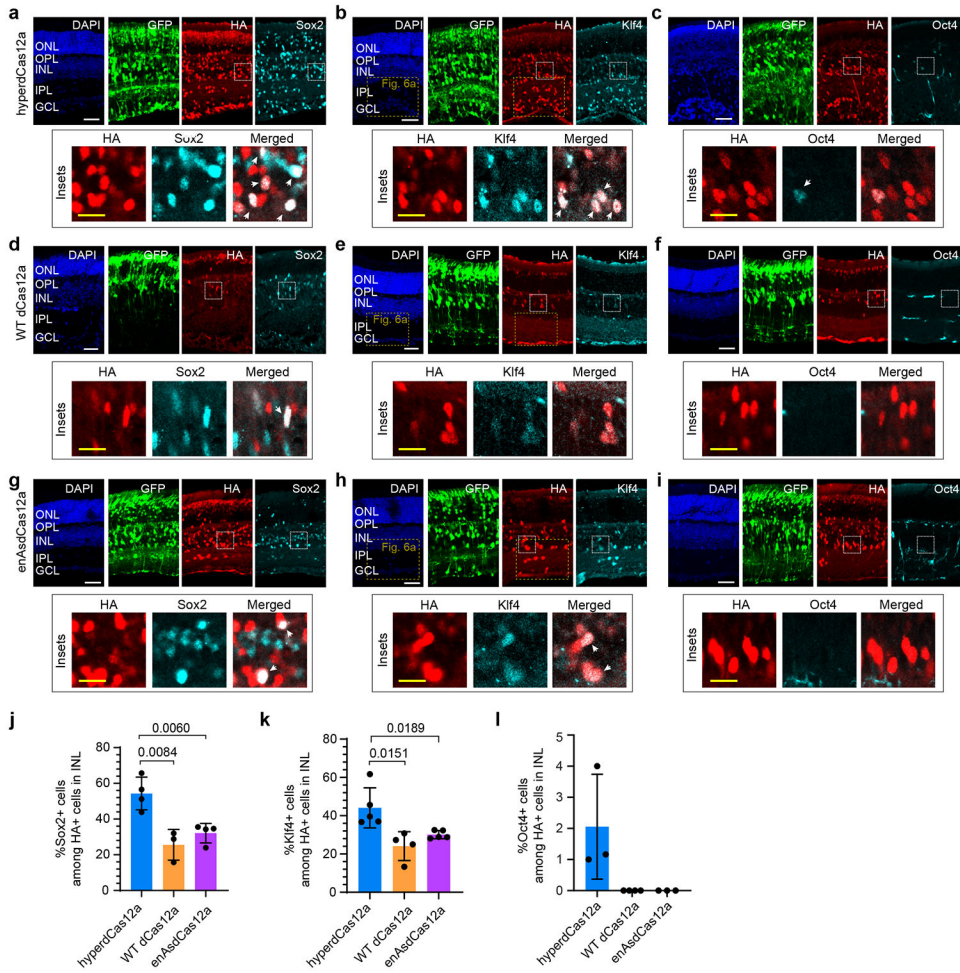 a
b
c
hyperdCas12a
DAPI GFP HA Sox2
ONL
OPL
INL
IPL
GCL
DAPI GFP HA Klf4
ONL
OPL
INL
IPL
GCL
Fig. 6a
DAPI GFP HA Oct4
Insets
HA Sox2 Merged
Insets
HA Klf4 Merged
Insets
HA Oct4 Merged
d
e
f
WT dCas12a
DAPI GFP HA Sox2
ONL
OPL
INL
IPL
GCL
DAPI GFP HA Klf4
ONL
OPL
INL
IPL
GCL
Fig. 6a
DAPI GFP HA Oct4
Insets
HA Sox2 Merged
Insets
HA Klf4 Merged
Insets
HA Oct4 Merged
g
h
i
enAsdCas12a
DAPI GFP HA Sox2
ONL
OPL
INL
IPL
GCL
DAPI GFP HA Klf4
ONL
OPL
INL
IPL
GCL
Fig. 6a
DAPI GFP HA Oct4
Insets
HA Sox2 Merged
Insets
HA Klf4 Merged
Insets
HA Oct4 Merged
j
%Sox2+ cells
among HA+ cells in INL
80
60
40
20
0
0.0060
0.0084
hyperdCas12a
WT dCas12a
enAsdCas12a
k
%Klf4+ cells
among HA+ cells in INL
80
60
40
20
0
0.0189
0.0151
hyperdCas12a
WT dCas12a
enAsdCas12a
l
%Oct4+ cells
among HA+ cells in INL
5
4
3
2
1
0
hyperdCas12a
WT dCas12a
enAsdCas12a